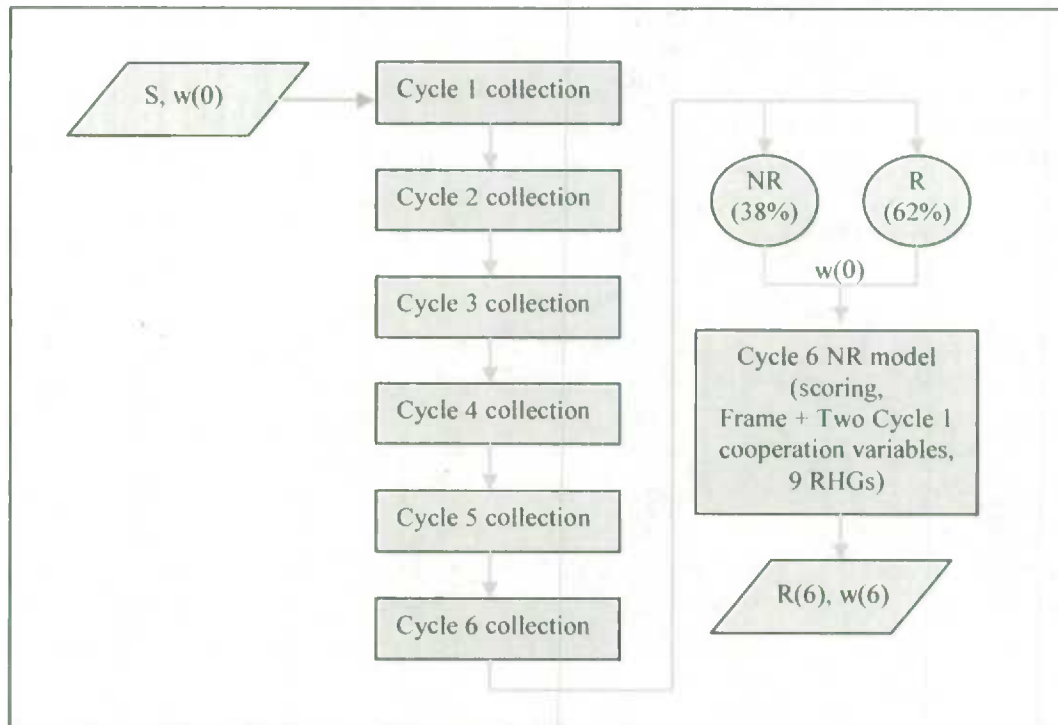 S, w(0)
Cycle 1 collection
Cycle 2 collection
Cycle 3 collection
Cycle 4 collection
Cycle 5 collection
Cycle 6 collection
NR
(38%)
R
(62%)
w(0)
Cycle 6 NR model
(scoring,
Frame + Two Cycle 1
cooperation variables,
9 RHGs)
R(6), w(6)